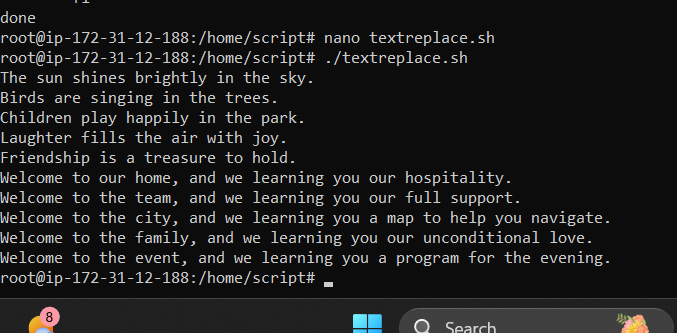 done
root@ip-172-31-12-188:/home/script# nano textreplace.sh
root@ip-172-31-12-188:/home/script# ./textreplace.sh
The sun shines brightly in the sky.
Birds are singing in the trees.
Children play happily in the park.
Laughter fills the air with joy.
Friendship is a treasure to hold.
Welcome to our home, and we learning you our hospitality.
Welcome to the team, and we learning you our full support.
Welcome to the city, and we learning you a map to help you navigate.
Welcome to the family, and we learning you our unconditional love.
Welcome to the event, and we learning you a program for the evening.
root@ip-172-31-12-188:/home/script#
8
Search